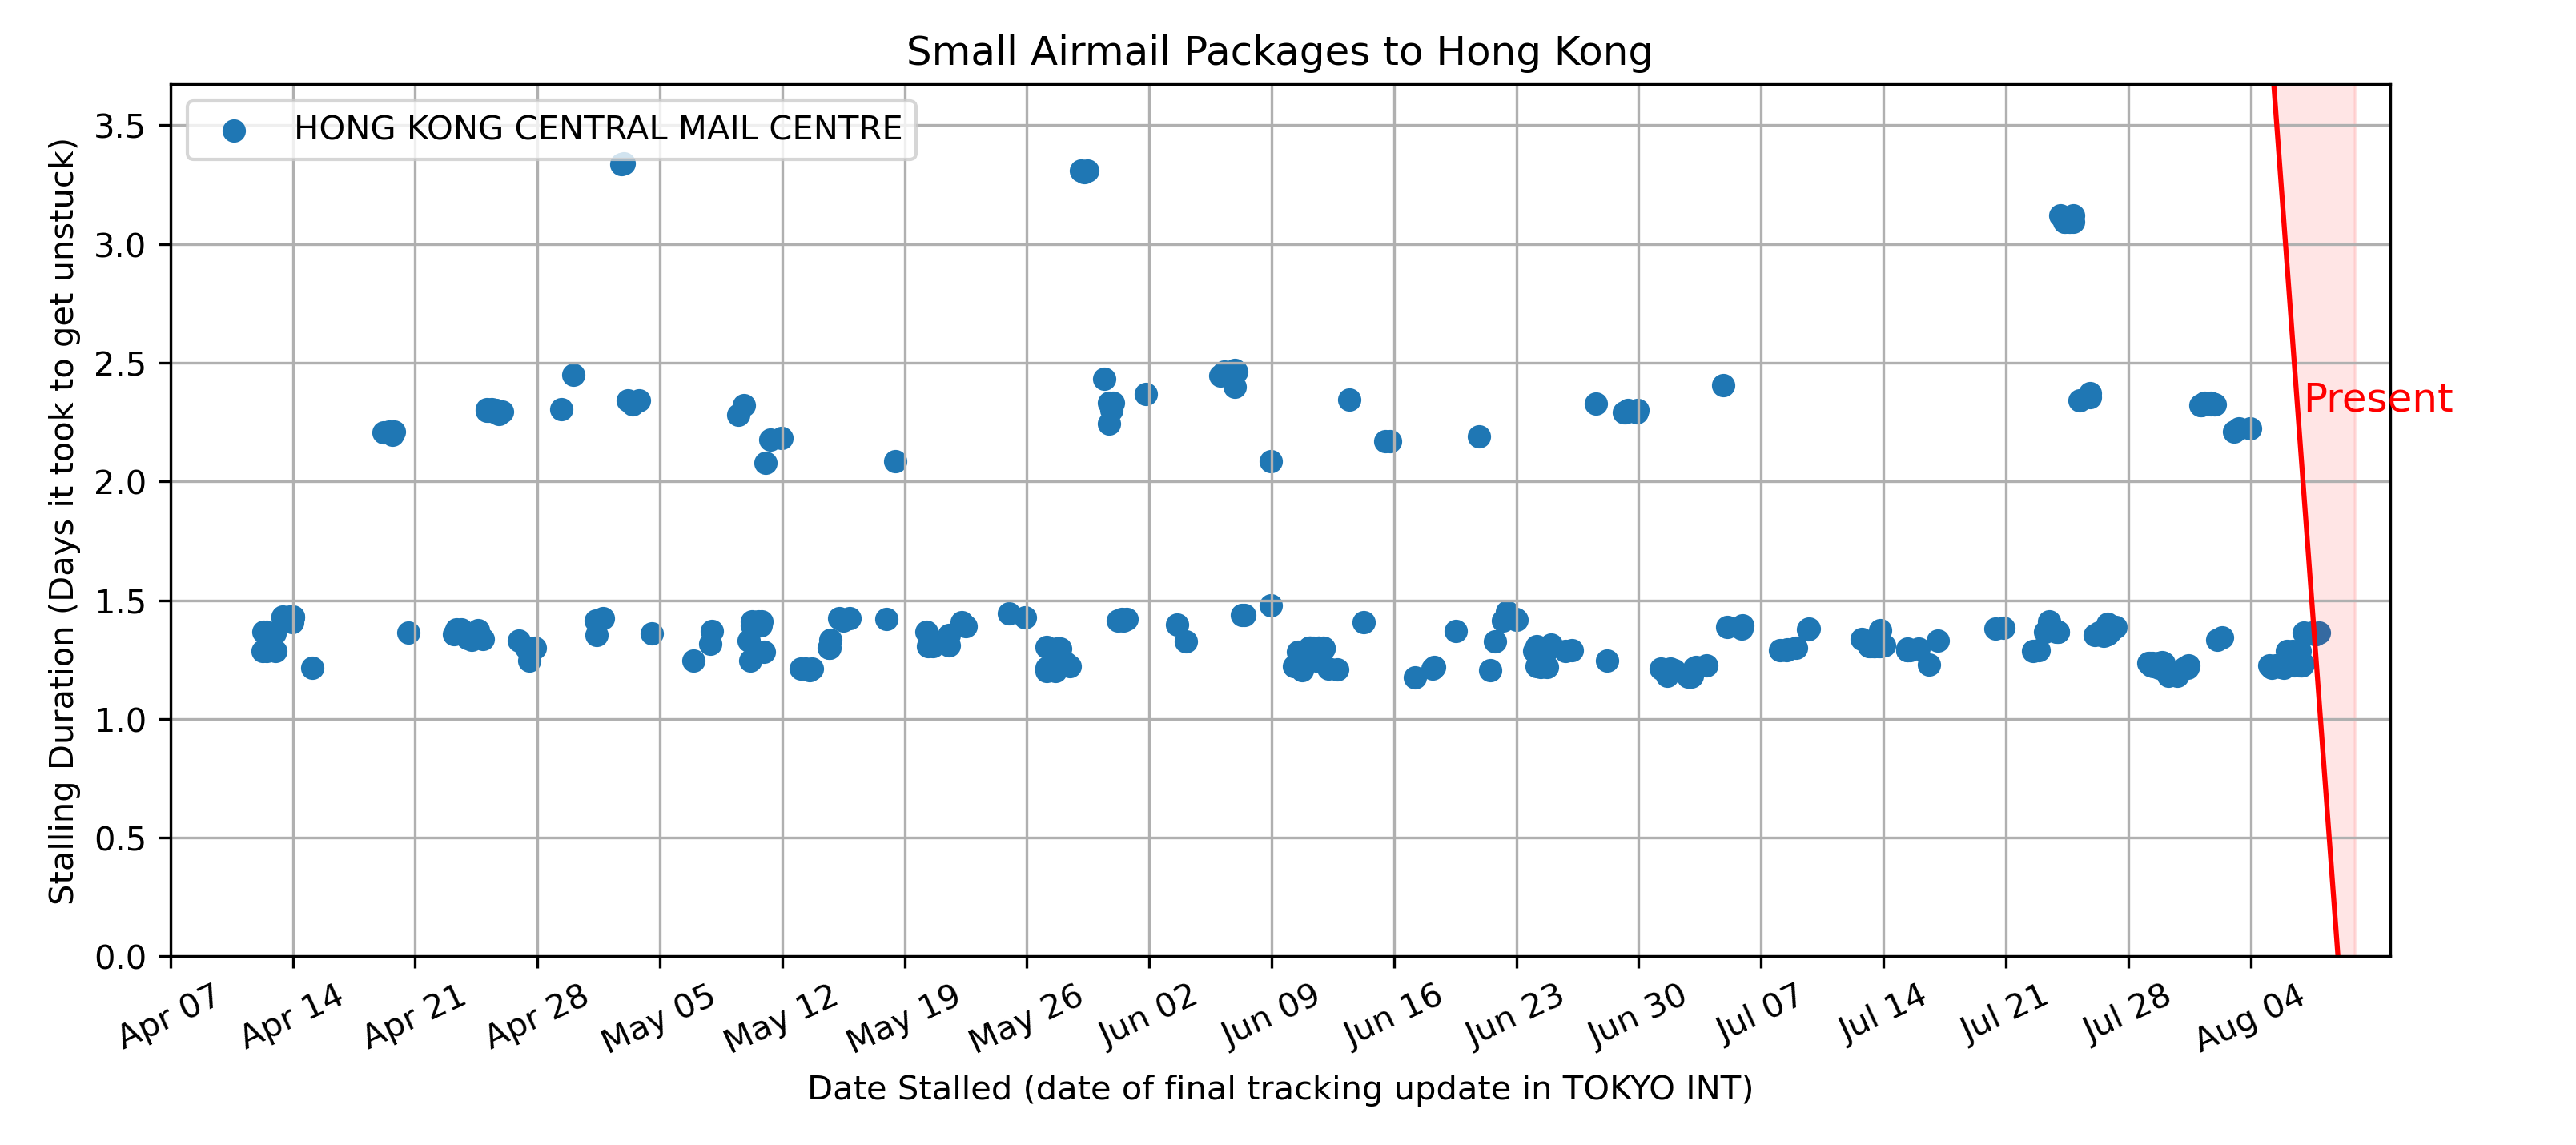 Small Airmail Packages to Hong Kong
HONG KONG CENTRAL MAIL CENTRE
Stalling Duration (Days it took to get unstuck)
3.5
3.0
2.5
2.0
1.5
1.0
0.5
0.0
Present
Apr 07
Apr 14
Apr 21
Apr 28
May 05
May 12
May 19
May 26
Jun 02
Jun 09
Jun 16
Jun 23
Jun 30
Jul 07
Jul 14
Jul 21
Jul 28
Aug 04
Date Stalled (date of final tracking update in TOKYO INT)